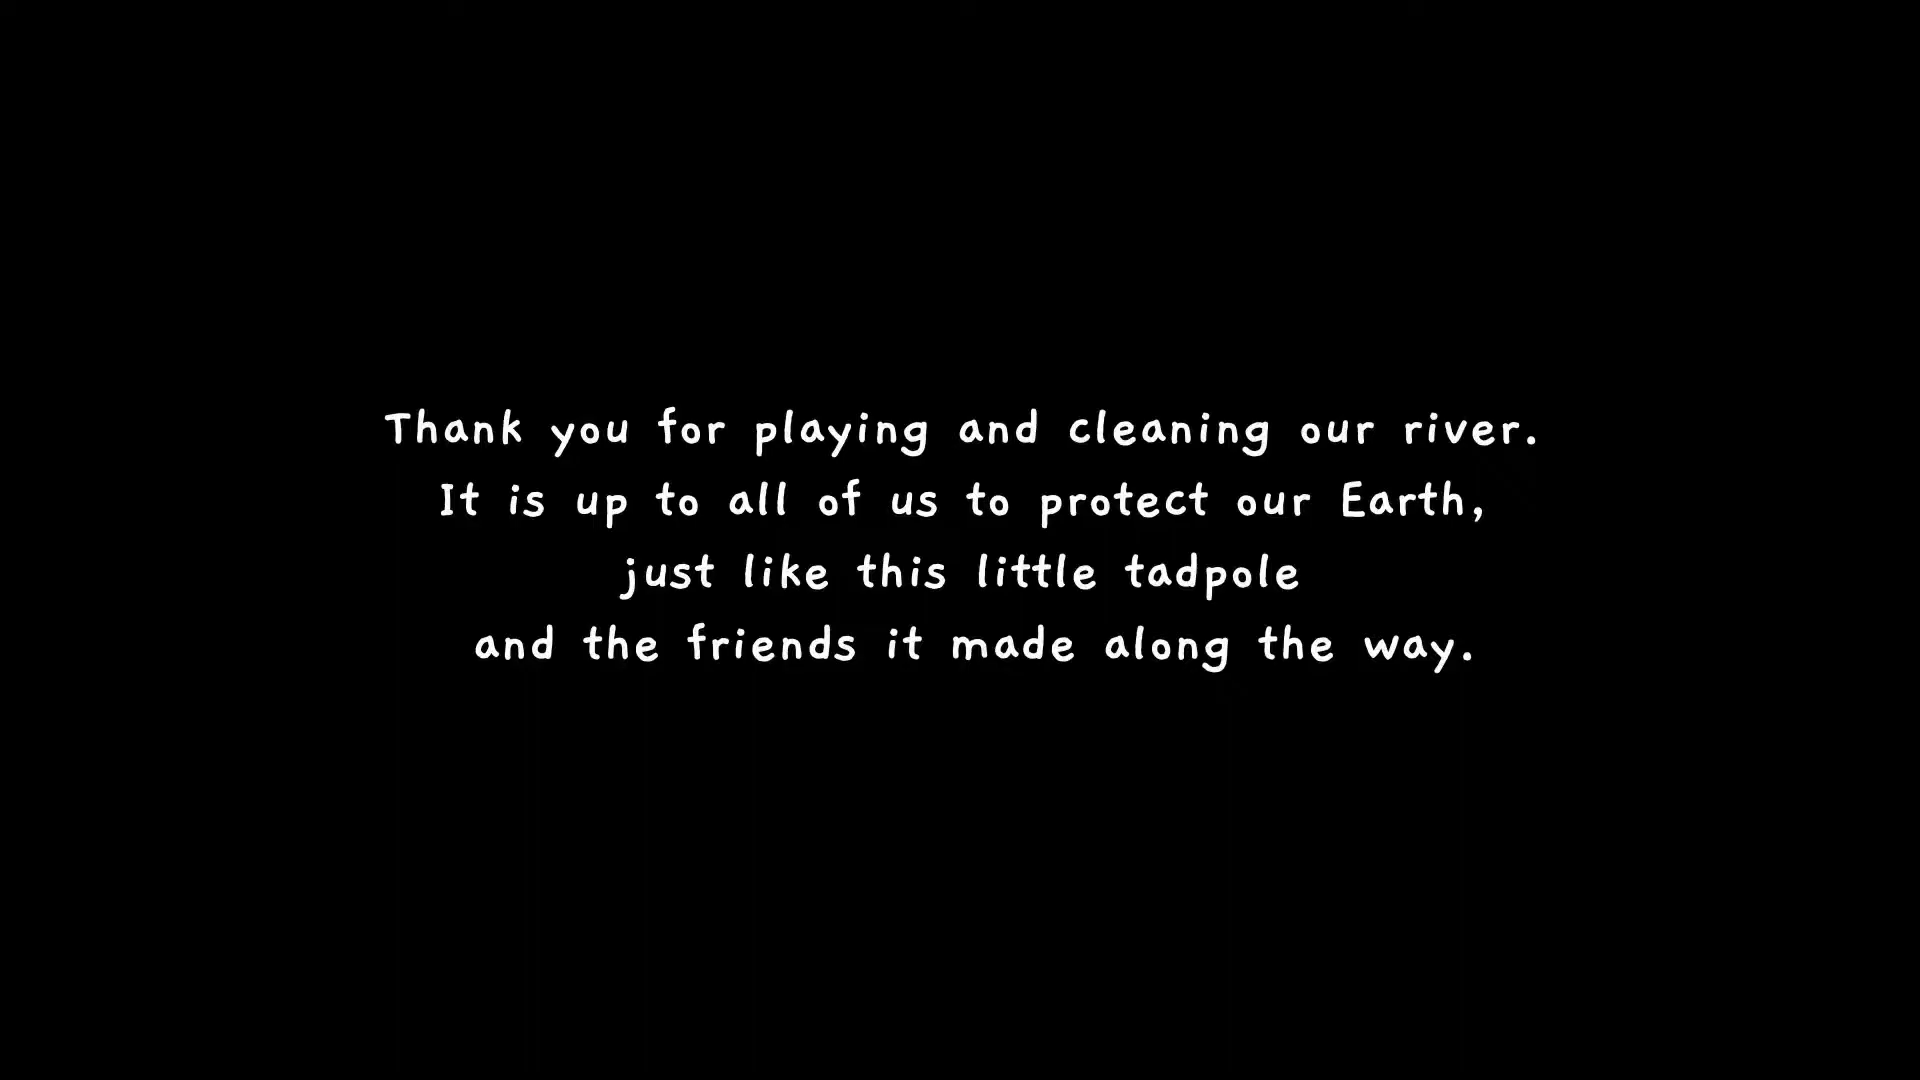 Thank you for playing and cleaning our river.
It is up to all of us to protect our Earth,
just like this little tadpole
and the friends it made along the way.